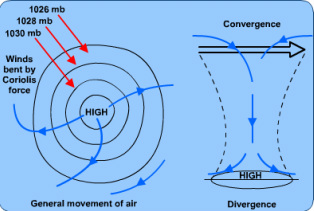 1026 mb
1028 mb
1030 mb
Winds
bent by
Coriolis
force
HIGH
General movement of air
Convergence
HIGH
Divergence